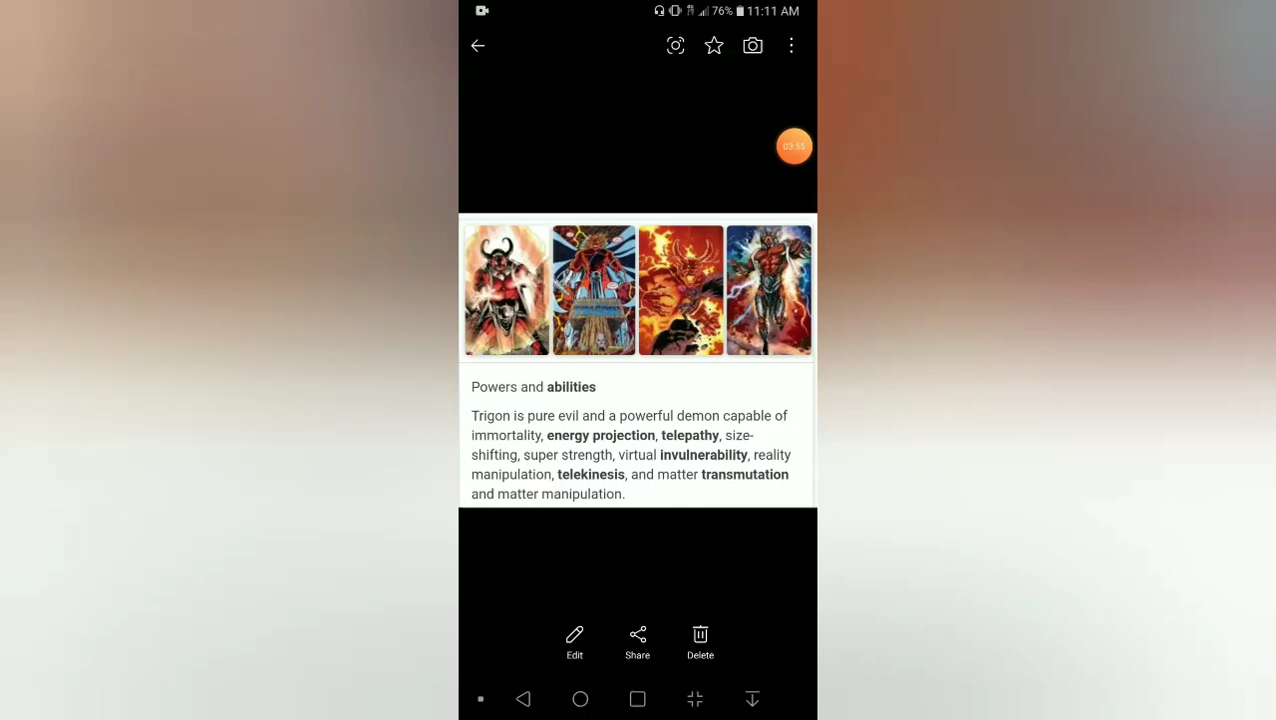 76% 11:11 AM
03:55
Powers and abilities
Trigon is pure evil and a powerful demon capable of
immortality, energy projection, telepathy, size-
shifting, super strength, virtual invulnerability, reality
manipulation, telekinesis, and matter transmutation
and matter manipulation.
Edit Share Delete